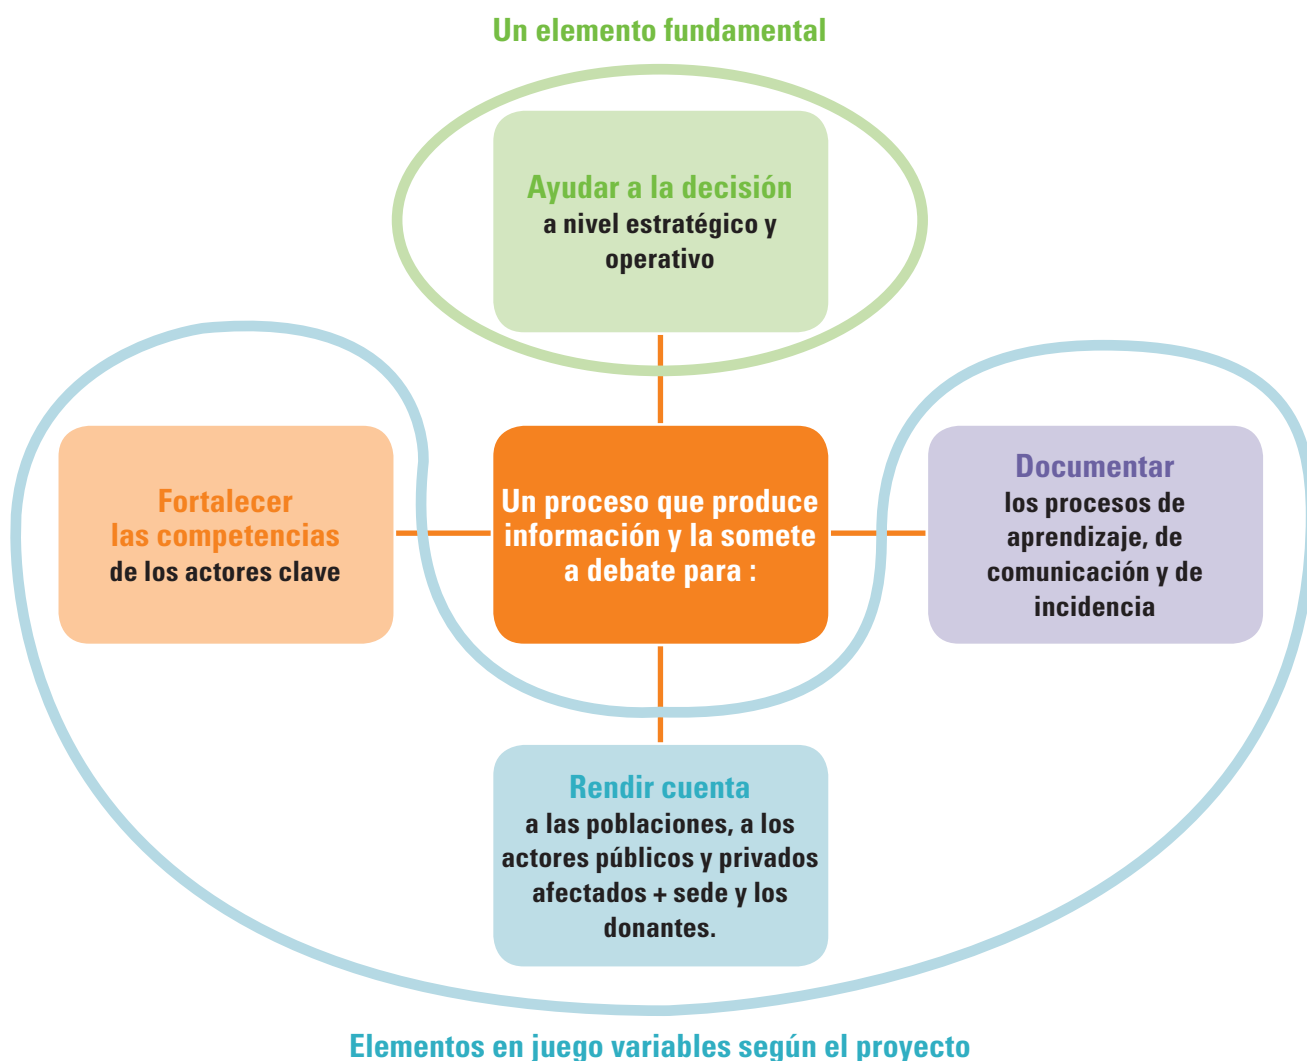 Un elemento fundamental
Ayudar a la decisión
a nivel estratégico y
operativo
Fortalecer
las competencias
de los actores clave
Un proceso que produce
información y la somete
a debate para :
Documentar
los procesos de
aprendizaje, de
comunicación y de
incidencia
Rendir cuenta
a las poblaciones, a los
actores públicos y privados
afectados + sede y los
donantes.
Elementos en juego variables según el proyecto